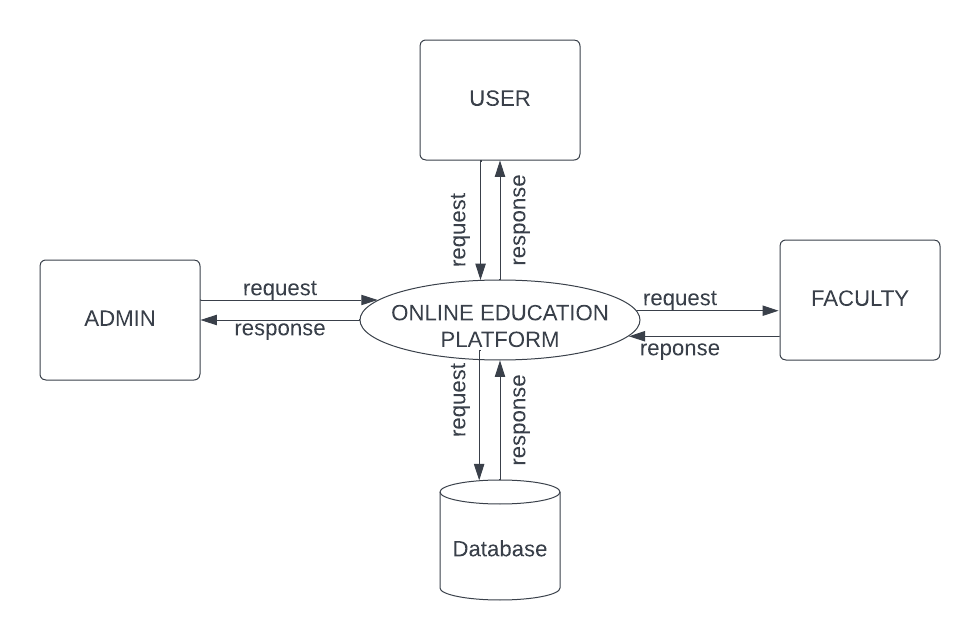 USER
request
response
ADMIN
request
response
ONLINE EDUCATION
PLATFORM
request
reponse
FACULTY
request
response
Database